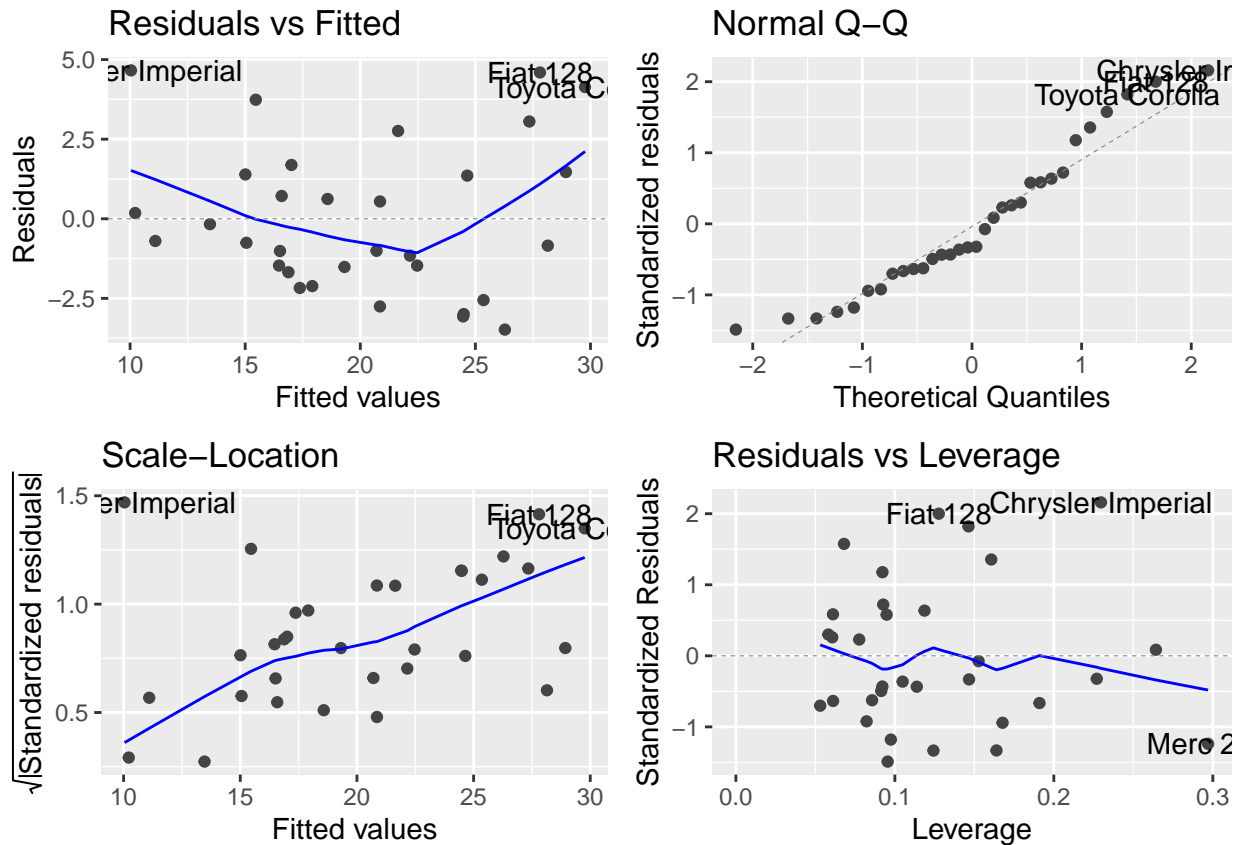 Residuals vs Fitted
5.0
2.5
0.0
−2.5
Residuals
er Imperial
Fiat 128
Toyota Co
10 15 20 25 30
Fitted values
Normal Q−Q
2
1
0
−1
Standardized residuals
Chrysler Ir
Fiat 128
Toyota Corolla
−2 −1 0 1 2
Theoretical Quantiles
Scale−Location
1.5
1.0
0.5
√|Standardized residuals|
er Imperial
Fiat 128
Toyota Co
10 15 20 25 30
Fitted values
Residuals vs Leverage
2
1
0
−1
Standardized Residuals
Chrysler Imperial
Fiat 128
Merc 2
0.0 0.1 0.2 0.3
Leverage